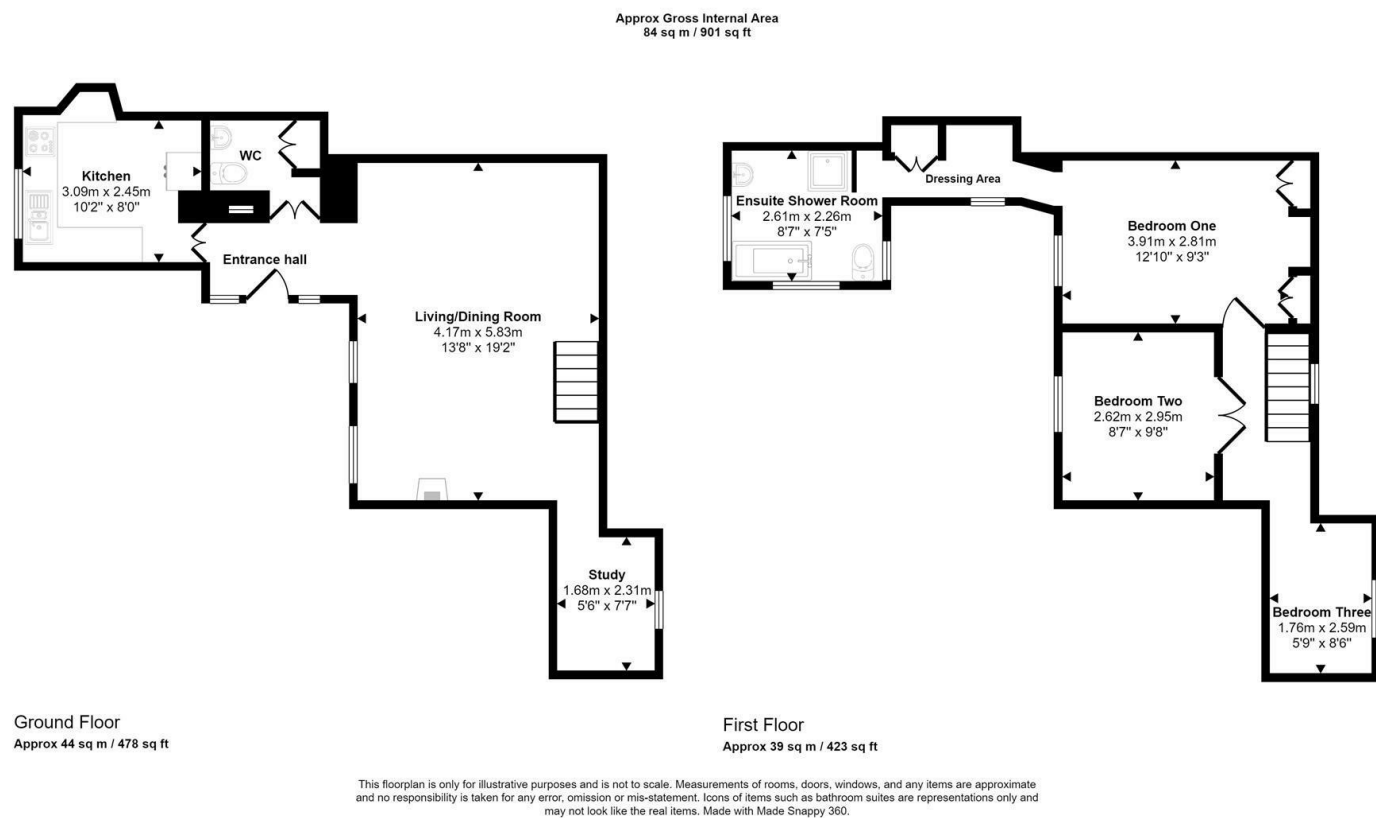 Approx Gross Internal Area
84 sq m / 901 sq ft
Kitchen
3.09m x 2.45m
10'2" x 8'0"
WC
Entrance hall
Living/Dining Room
4.17m x 5.83m
13'8" x 19'2"
Study
1.68m x 2.31m
5'6" x 7'7"
Ground Floor
Approx 44 sq m / 478 sq ft
Ensuite Shower Room
2.61m x 2.26m
8'7" x 7'5"
Dressing Area
Bedroom One
3.91m x 2.81m
12'10" x 9'3"
Bedroom Two
2.62m x 2.95m
8'7" x 9'8"
Bedroom Three
1.76m x 2.59m
5'9" x 8'6"
First Floor
Approx 39 sq m / 423 sq ft
This floorplan is only for illustrative purposes and is not to scale. Measurements of rooms, doors, windows, and any items are approximate
and no responsibility is taken for any error, omission or mis-statement. Icons of items such as bathroom suites are representations only and
may not look like the real items. Made with Made Snappy 360.